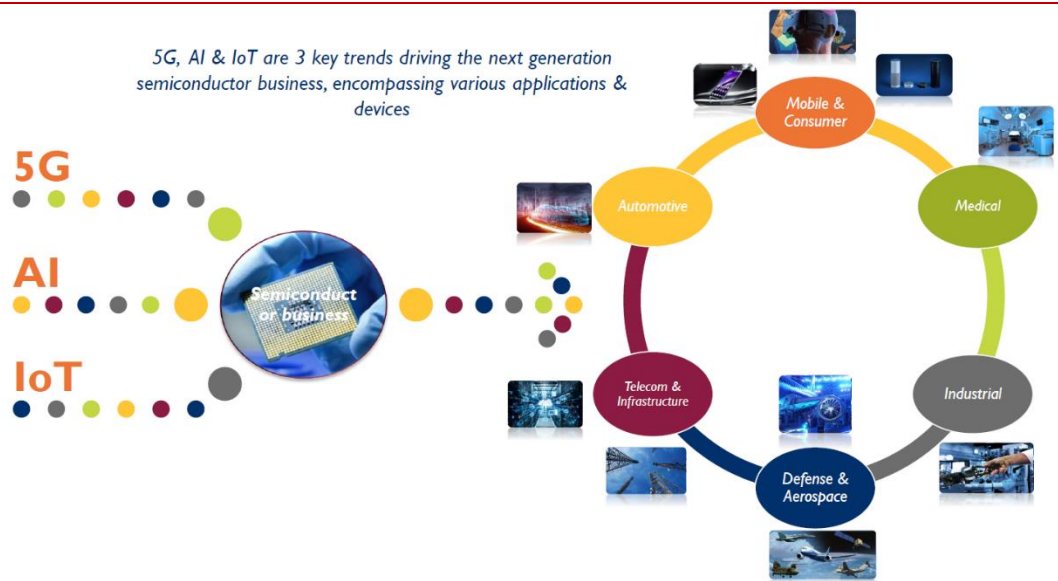 5G, AI & IoT are 3 key trends driving the next generation
semiconductor business, encompassing various applications &
devices
5G
AI
IoT
Semiconduct
or business
Mobile &
Consumer
Automotive
Medical
Telecom &
Infrastructure
Industrial
Defense &
Aerospace